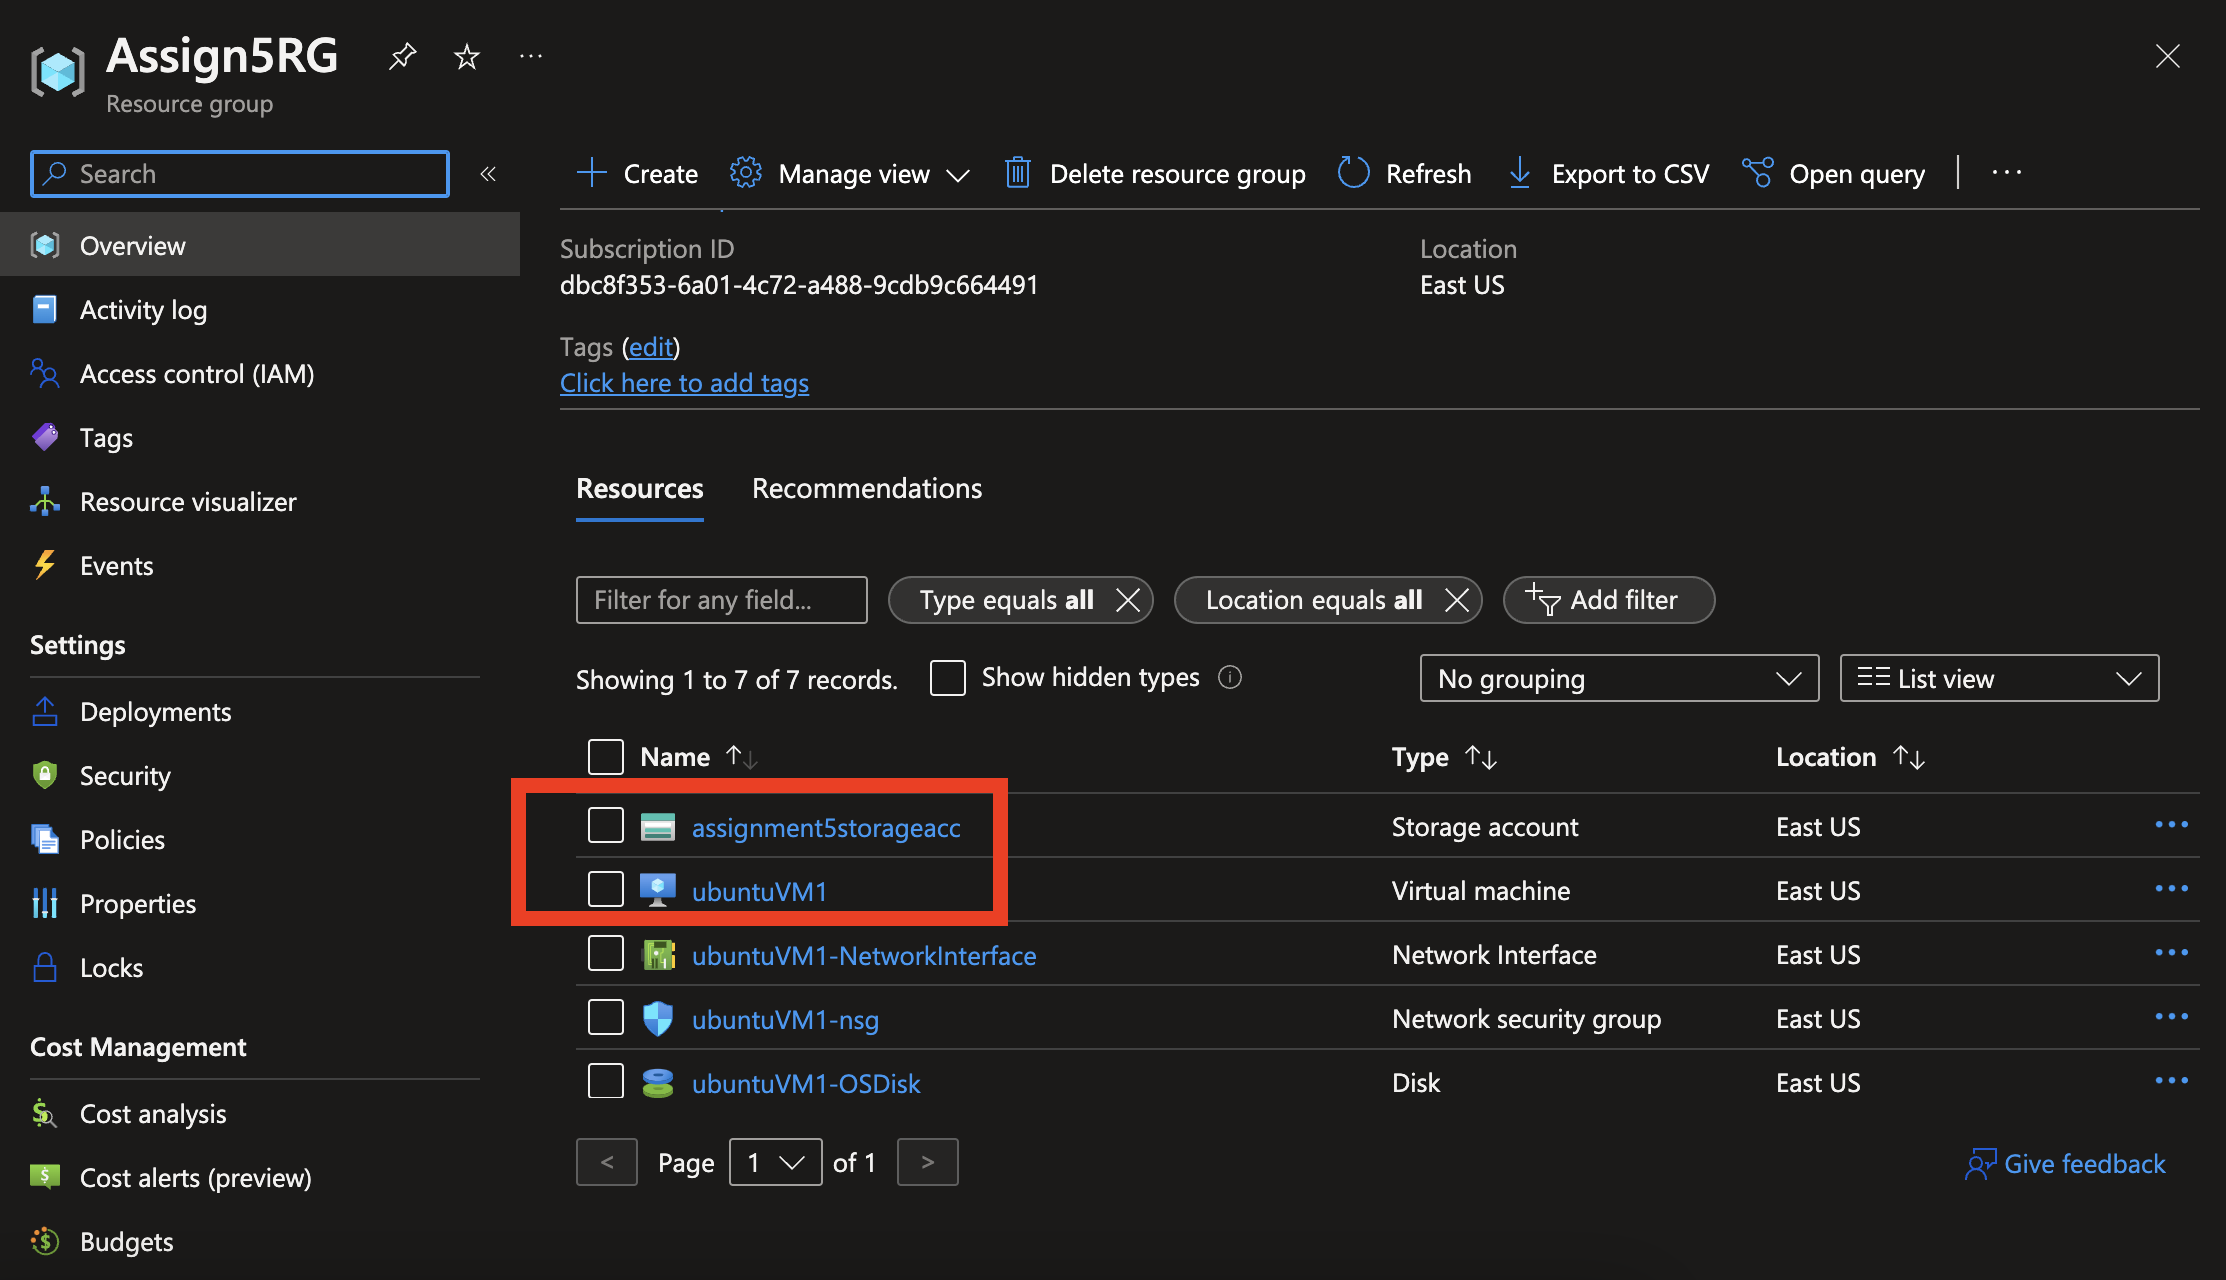 Assign5RG
Resource group
Search
Create Manage view Delete resource group Refresh Export to CSV Open query
Overview
Activity log
Access control (IAM)
Tags
Resource visualizer
Events
Settings
Deployments
Security
Policies
Properties
Locks
Cost Management
Cost analysis
Cost alerts (preview)
Budgets
Subscription ID Location
dbc8f353-6a01-4c72-a488-9cdb9c664491 East US
Tags (edit)
Click here to add tags
Resources Recommendations
Filter for any field... Type equals all Location equals all Add filter
Showing 1 to 7 of 7 records. Show hidden types No grouping List view
Name Type Location
assignment5storageacc Storage account East US
ubuntuVM1 Virtual machine East US
ubuntuVM1-NetworkInterface Network Interface East US
ubuntuVM1-nsg Network security group East US
ubuntuVM1-OSDisk Disk East US
< Page 1 of 1 >
Give feedback